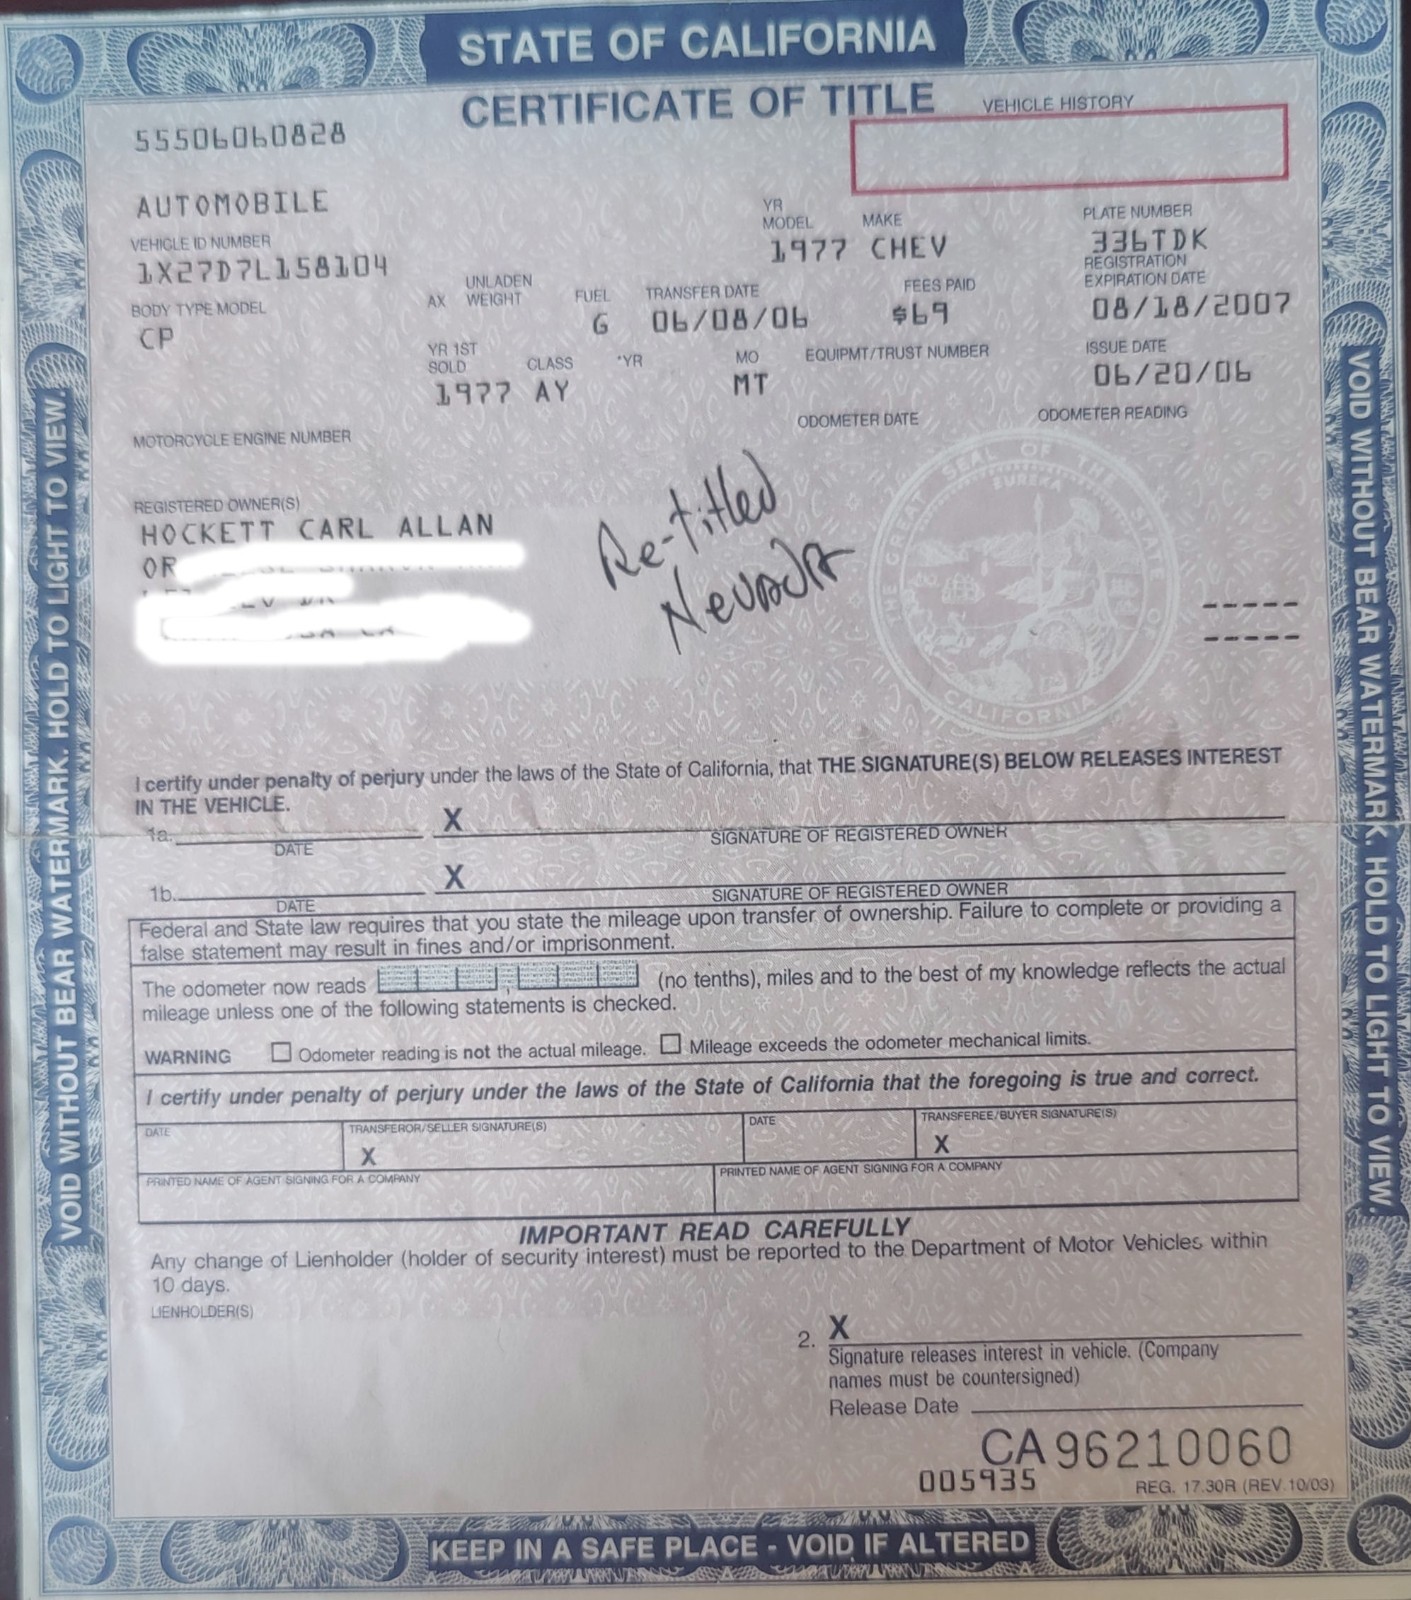 STATE OF CALIFORNIA
CERTIFICATE OF TITLE
VEHICLE HISTORY
55506060828
AUTOMOBILE
YR MODEL MAKE PLATE NUMBER
VEHICLE ID NUMBER
1977 CHEV 336TDK
1X27D7L158104
REGISTRATION EXPIRATION DATE
BODY TYPE MODEL AX UNLADEN WEIGHT FUEL TRANSFER DATE FEES PAID
CP G 06/08/06 $69 08/18/2007
YR 1ST SOLD CLASS *YR MO EQUIPMT/TRUST NUMBER ISSUE DATE
1977 AY MT 06/20/06
ODOMETER DATE ODOMETER READING
MOTORCYCLE ENGINE NUMBER
REGISTERED OWNER(S)
HOCKETT CARL ALLAN
OR
Re-titled
Nevada
THE GREAT SEAL OF THE STATE OF CALIFORNIA
EUREKA
-----
-----
I certify under penalty of perjury under the laws of the State of California, that THE SIGNATURE(S) BELOW RELEASES INTEREST
IN THE VEHICLE.
1a. X
DATE SIGNATURE OF REGISTERED OWNER
1b. X
DATE SIGNATURE OF REGISTERED OWNER
Federal and State law requires that you state the mileage upon transfer of ownership. Failure to complete or providing a
false statement may result in fines and/or imprisonment.
The odometer now reads , (no tenths), miles and to the best of my knowledge reflects the actual
mileage unless one of the following statements is checked.
WARNING ☐ Odometer reading is not the actual mileage. ☐ Mileage exceeds the odometer mechanical limits.
I certify under penalty of perjury under the laws of the State of California that the foregoing is true and correct.
DATE TRANSFEROR/SELLER SIGNATURE(S) DATE TRANSFEREE/BUYER SIGNATURE(S)
X X
PRINTED NAME OF AGENT SIGNING FOR A COMPANY PRINTED NAME OF AGENT SIGNING FOR A COMPANY
IMPORTANT READ CAREFULLY
Any change of Lienholder (holder of security interest) must be reported to the Department of Motor Vehicles within
10 days.
LIENHOLDER(S)
2. X
Signature releases interest in vehicle. (Company
names must be countersigned)
Release Date
CA96210060
005935 REG. 17.30R (REV.10/03)
KEEP IN A SAFE PLACE - VOID IF ALTERED
VOID WITHOUT BEAR WATERMARK. HOLD TO LIGHT TO VIEW.
VOID WITHOUT BEAR WATERMARK. HOLD TO LIGHT TO VIEW.